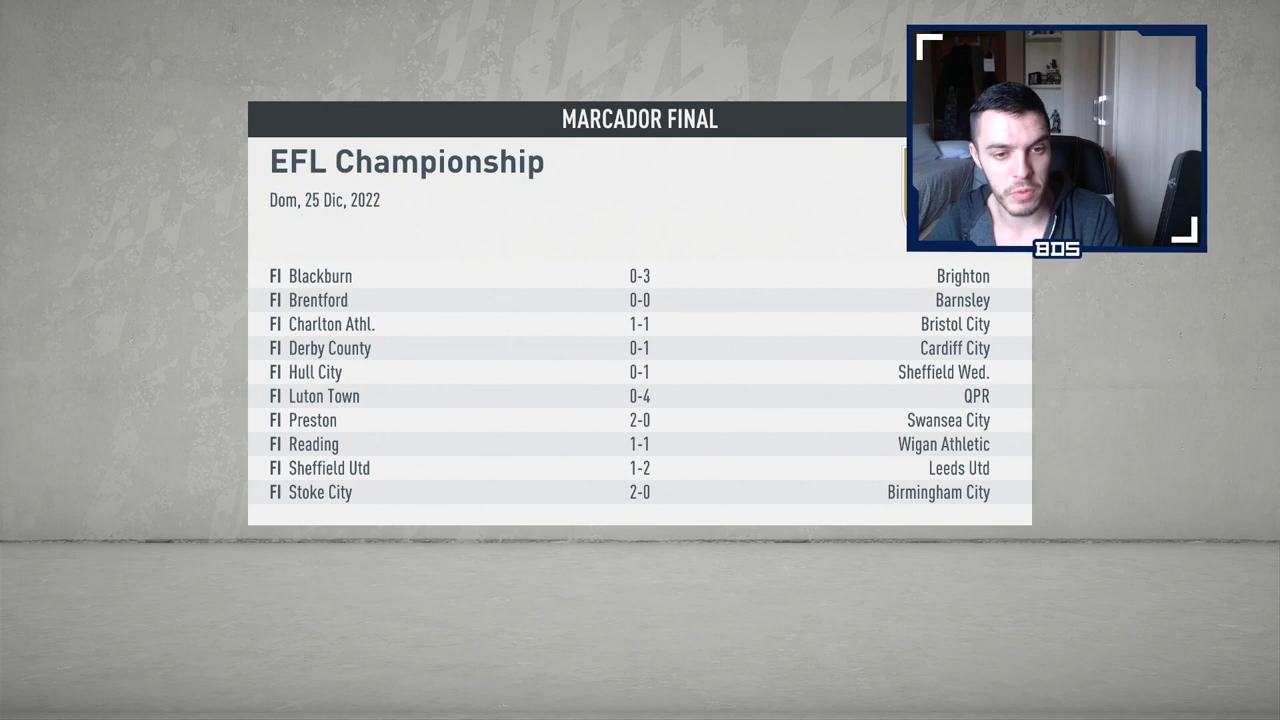 MARCADOR FINAL
EFL Championship
Dom, 25 Dic, 2022
BDS
FI Blackburn 0-3 Brighton
FI Brentford 0-0 Barnsley
FI Charlton Athl. 1-1 Bristol City
FI Derby County 0-1 Cardiff City
FI Hull City 0-1 Sheffield Wed.
FI Luton Town 0-4 QPR
FI Preston 2-0 Swansea City
FI Reading 1-1 Wigan Athletic
FI Sheffield Utd 1-2 Leeds Utd
FI Stoke City 2-0 Birmingham City